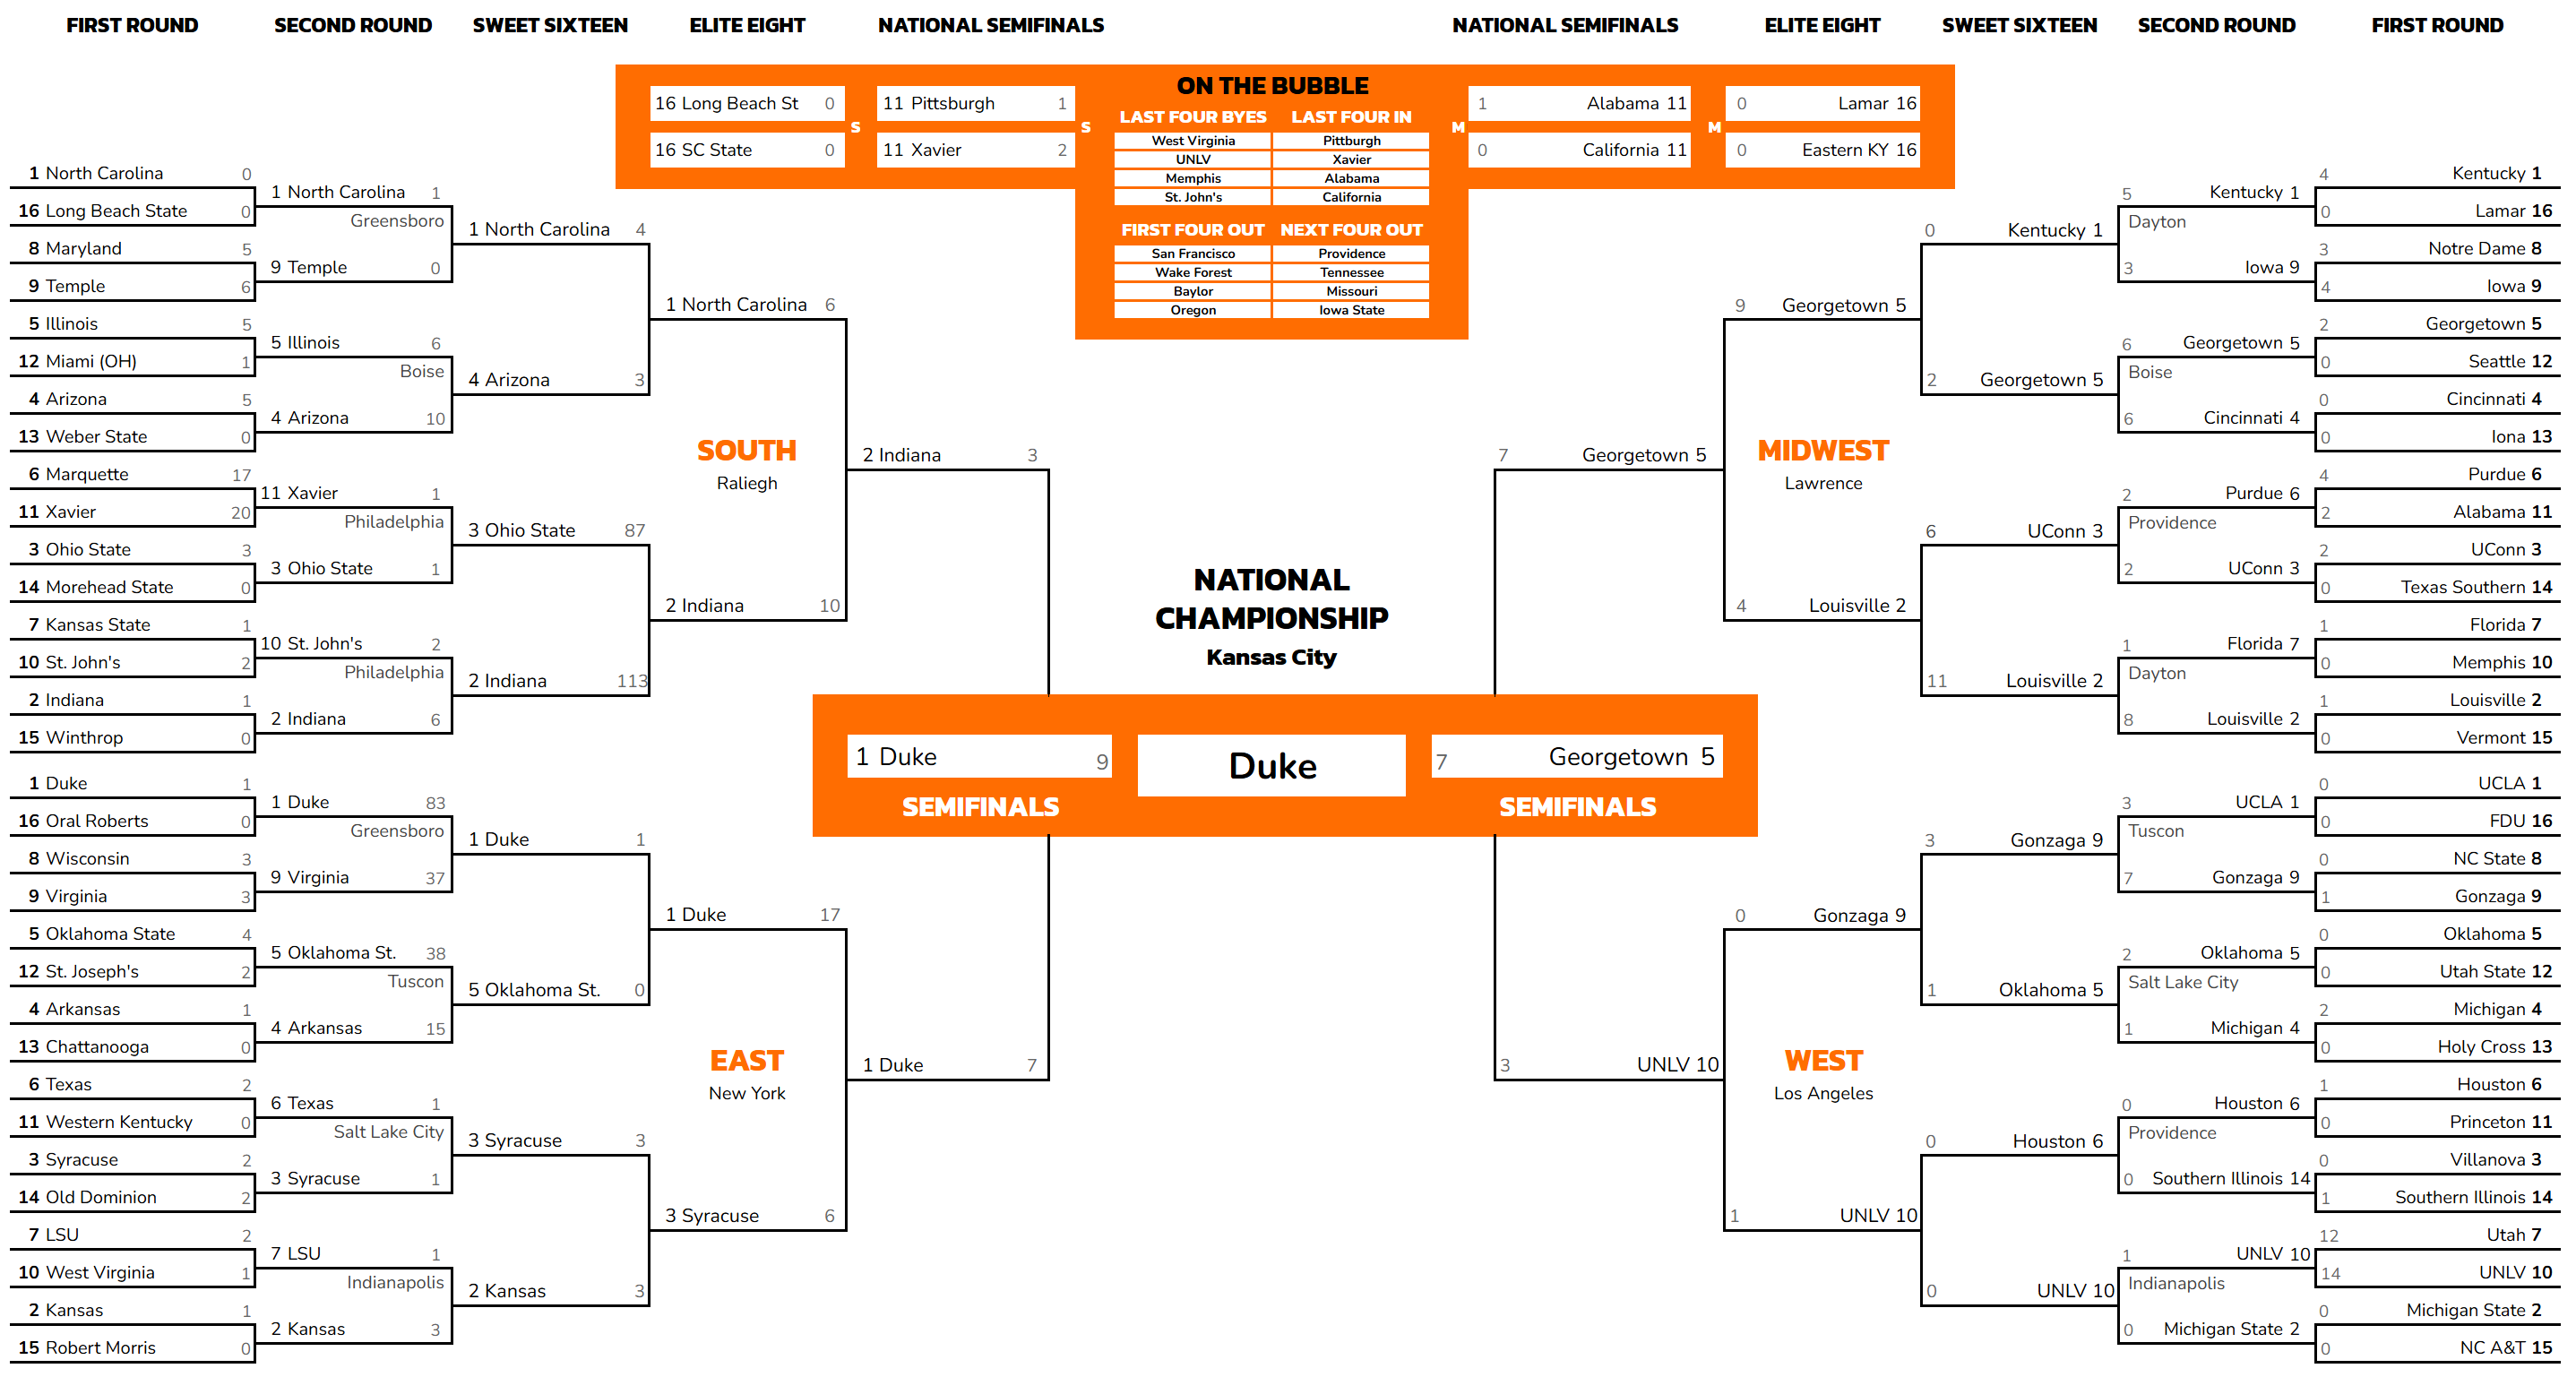 FIRST ROUND SECOND ROUND SWEET SIXTEEN ELITE EIGHT NATIONAL SEMIFINALS NATIONAL SEMIFINALS ELITE EIGHT SWEET SIXTEEN SECOND ROUND FIRST ROUND
ON THE BUBBLE
16 Long Beach St 0
16 SC State 0
S
11 Pittsburgh 1
11 Xavier 2
S
LAST FOUR BYES LAST FOUR IN
West Virginia Pittburgh
UNLV Xavier
Memphis Alabama
St. John's California
FIRST FOUR OUT NEXT FOUR OUT
San Francisco Providence
Wake Forest Tennessee
Baylor Missouri
Oregon Iowa State
M
1 Alabama 11
0 California 11
M
0 Lamar 16
0 Eastern KY 16
1 North Carolina 0
16 Long Beach State 0
8 Maryland 5
9 Temple 6
5 Illinois 5
12 Miami (OH) 1
4 Arizona 5
13 Weber State 0
6 Marquette 17
11 Xavier 20
3 Ohio State 3
14 Morehead State 0
7 Kansas State 1
10 St. John's 2
2 Indiana 1
15 Winthrop 0
1 North Carolina 1
Greensboro
9 Temple 0
5 Illinois 6
Boise
4 Arizona 10
11 Xavier 1
Philadelphia
3 Ohio State 1
10 St. John's 2
Philadelphia
2 Indiana 6
1 North Carolina 4
4 Arizona 3
3 Ohio State 87
2 Indiana 113
1 North Carolina 6
SOUTH
Raliegh
2 Indiana 10
2 Indiana 3
1 Duke 1
16 Oral Roberts 0
8 Wisconsin 3
9 Virginia 3
5 Oklahoma State 4
12 St. Joseph's 2
4 Arkansas 1
13 Chattanooga 0
6 Texas 2
11 Western Kentucky 0
3 Syracuse 2
14 Old Dominion 2
7 LSU 2
10 West Virginia 1
2 Kansas 1
15 Robert Morris 0
1 Duke 83
Greensboro
9 Virginia 37
5 Oklahoma St. 38
Tuscon
4 Arkansas 15
6 Texas 1
Salt Lake City
3 Syracuse 1
7 LSU 1
Indianapolis
2 Kansas 3
1 Duke 1
5 Oklahoma St. 0
3 Syracuse 3
2 Kansas 3
1 Duke 17
EAST
New York
3 Syracuse 6
1 Duke 7
NATIONAL
CHAMPIONSHIP
Kansas City
1 Duke 9
SEMIFINALS
Duke
7 Georgetown 5
SEMIFINALS
7 Georgetown 5
9 Georgetown 5
MIDWEST
Lawrence
4 Louisville 2
0 Kentucky 1
2 Georgetown 5
6 UConn 3
11 Louisville 2
5 Kentucky 1
Dayton
3 Iowa 9
6 Georgetown 5
Boise
6 Cincinnati 4
2 Purdue 6
Providence
2 UConn 3
1 Florida 7
Dayton
8 Louisville 2
4 Kentucky 1
0 Lamar 16
3 Notre Dame 8
4 Iowa 9
2 Georgetown 5
0 Seattle 12
0 Cincinnati 4
0 Iona 13
4 Purdue 6
2 Alabama 11
2 UConn 3
0 Texas Southern 14
1 Florida 7
0 Memphis 10
1 Louisville 2
0 Vermont 15
3 UNLV 10
0 Gonzaga 9
WEST
Los Angeles
1 UNLV 10
3 Gonzaga 9
1 Oklahoma 5
0 Houston 6
0 UNLV 10
3 UCLA 1
Tuscon
7 Gonzaga 9
2 Oklahoma 5
Salt Lake City
1 Michigan 4
0 Houston 6
Providence
0 Southern Illinois 14
1 UNLV 10
Indianapolis
0 Michigan State 2
0 UCLA 1
0 FDU 16
0 NC State 8
1 Gonzaga 9
0 Oklahoma 5
0 Utah State 12
2 Michigan 4
0 Holy Cross 13
1 Houston 6
0 Princeton 11
0 Villanova 3
1 Southern Illinois 14
12 Utah 7
14 UNLV 10
0 Michigan State 2
0 NC A&T 15